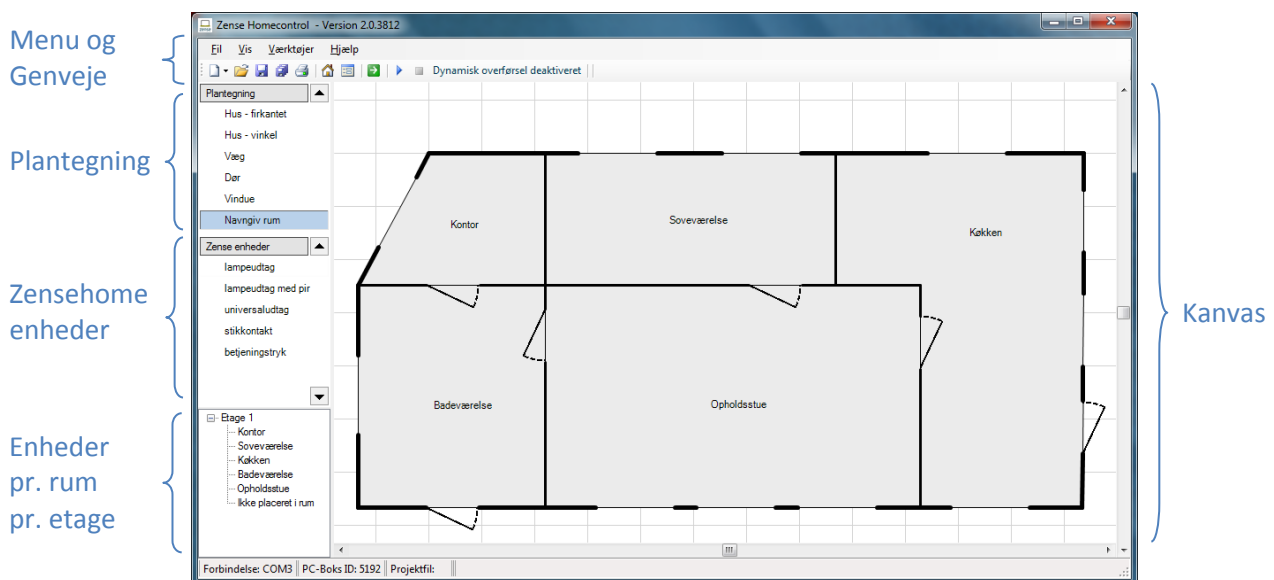 Menu og
Genveje
Plantegning
Zensehome
enheder
Enheder
pr. rum
pr. etage
Zense Homecontrol - Version 2.0.3812
Fil Vis Værktøjer Hjælp
Dynamisk overførsel deaktiveret
Plantegning
Hus - firkantet
Hus - vinkel
Væg
Dør
Vindue
Navngiv rum
Zense enheder
lampeudtag
lampeudtag med pir
universaludtag
stikkontakt
betjeningstryk
Etage 1
Kontor
Soveværelse
Køkken
Badeværelse
Opholdsstue
Ikke placeret i rum
Kontor
Soveværelse
Køkken
Badeværelse
Opholdsstue
Forbindelse: COM3 PC-Boks ID: 5192 Projektfil:
Kanvas